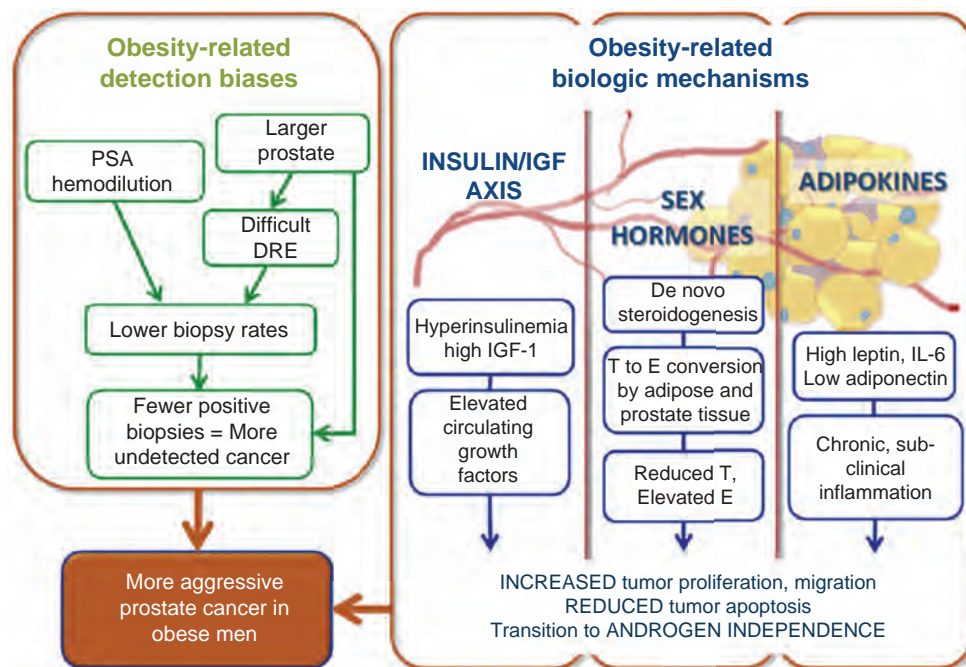 Obesity-related
detection biases
Larger
prostate
PSA
hemodilution
Difficult
DRE
Lower biopsy rates
Fewer positive
biopsies = More
undetected cancer
More aggressive
prostate cancer in
obese men
Obesity-related
biologic mechanisms
INSULIN/IGF
AXIS
Hyperinsulinemia
high IGF-1
Elevated
circulating
growth
factors
SEX
HORMONES
De novo
steroidogenesis
T to E conversion
by adipose and
prostate tissue
Reduced T,
Elevated E
ADIPOKINES
High leptin, IL-6
Low adiponectin
Chronic, sub-
clinical
inflammation
INCREASED tumor proliferation, migration
REDUCED tumor apoptosis
Transition to ANDROGEN INDEPENDENCE